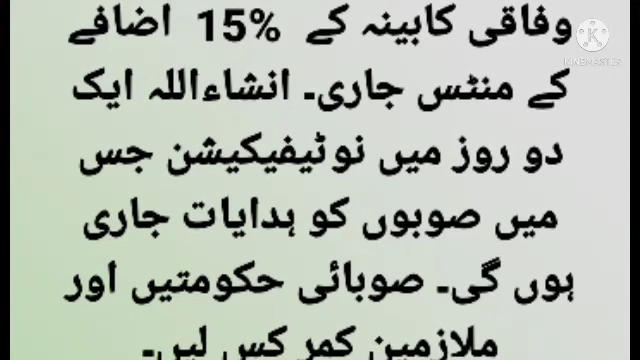 وفاقی کابینہ کے 15% اضافے
کے منٹس جاری۔ انشاءاللہ ایک
دو روز میں نوٹیفیکیشن جس
میں صوبوں کو ہدایات جاری
ہوں گی۔ صوبائی حکومتیں اور
ملازمین کمر کس لیں۔
KINEMASTER